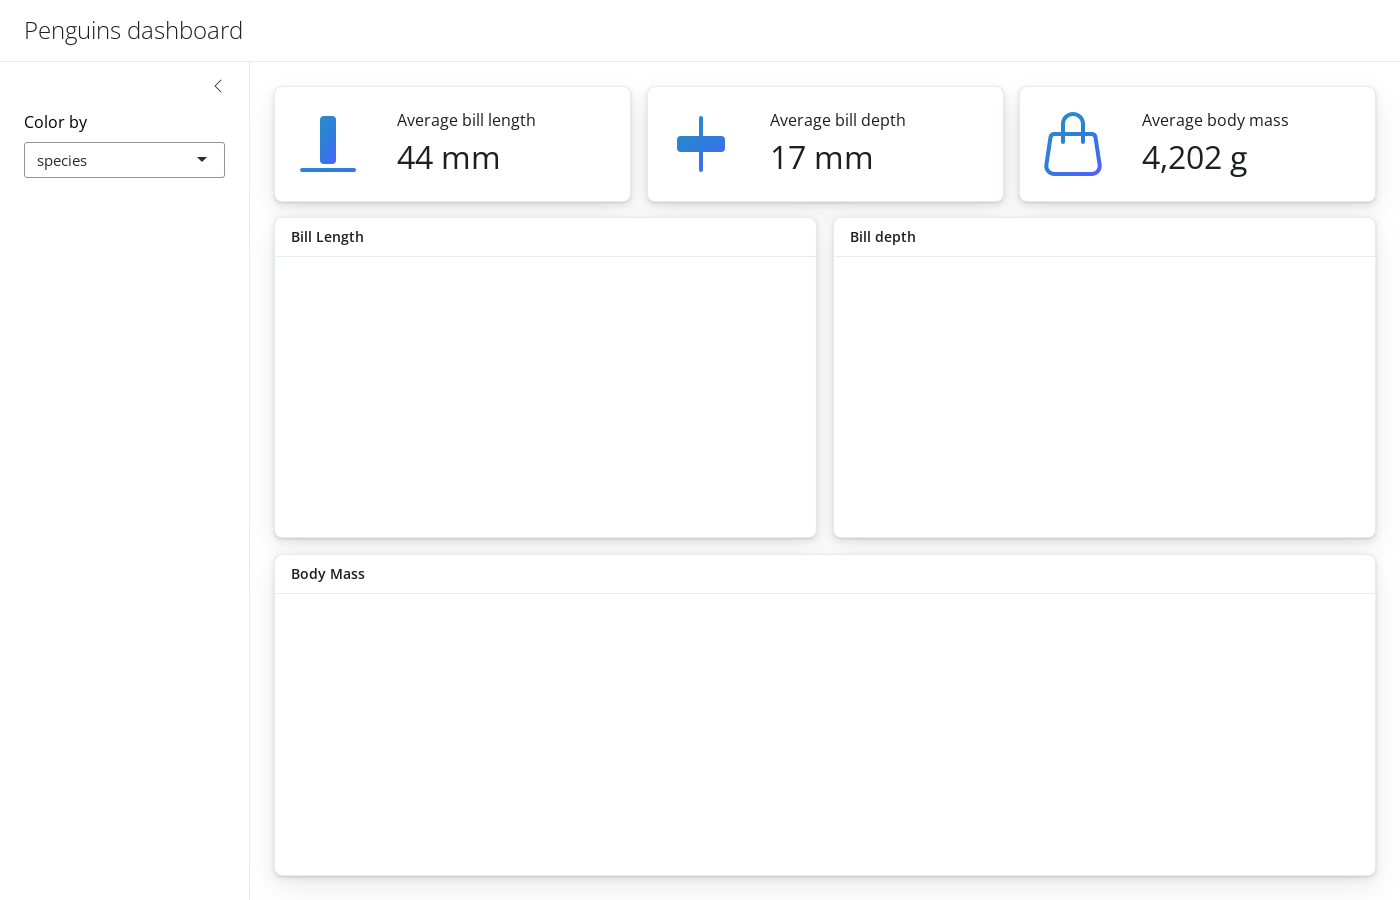 Penguins dashboard
Color by
species
Average bill length
44 mm
Average bill depth
17 mm
Average body mass
4,202 g
Bill Length
Bill depth
Body Mass